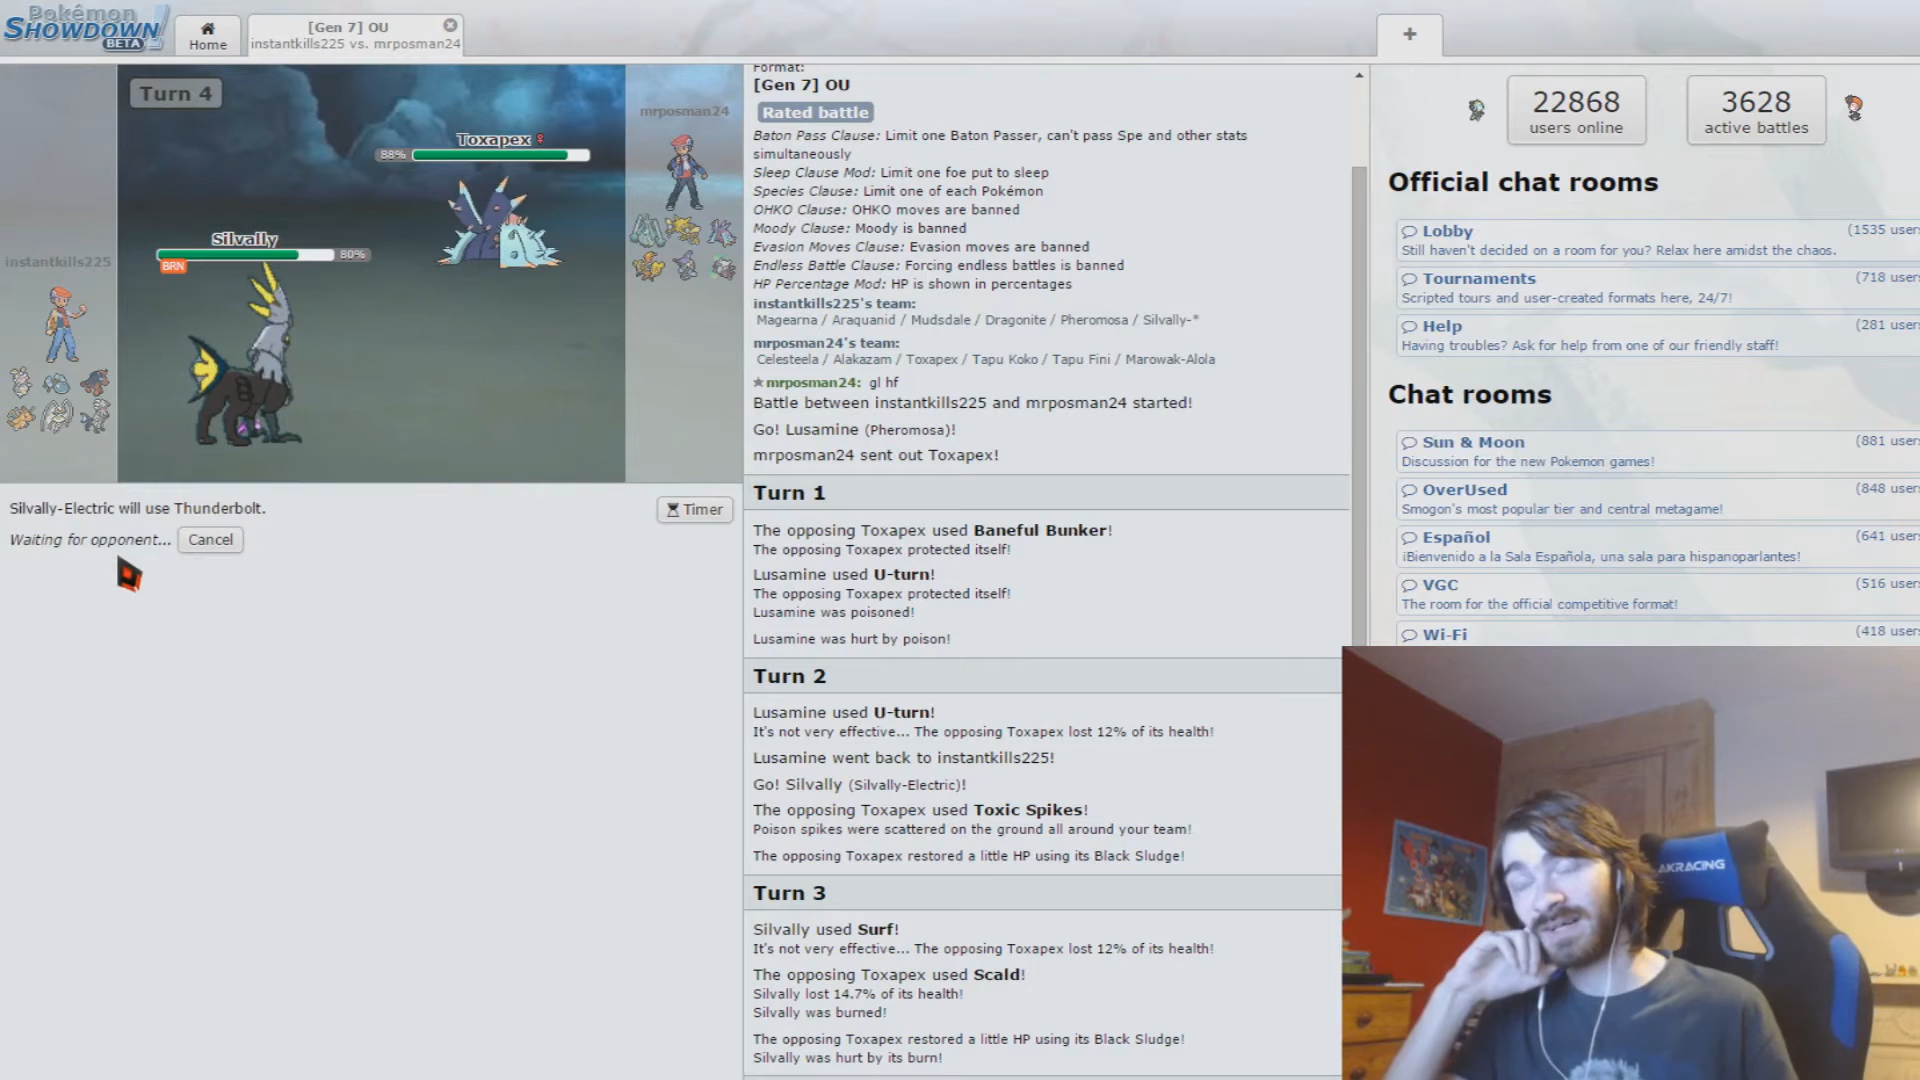 Pokémon
SHOWDOWN!
BETA
Home
[Gen 7] OU
instantkills225 vs. mrposman24
+
Turn 4
Toxapex
88%
Silvally
80%
BRN
instantkills225
mrposman24
Silvally-Electric will use Thunderbolt.
Timer
Waiting for opponent...
Cancel
Format:
[Gen 7] OU
Rated battle
Baton Pass Clause: Limit one Baton Passer, can't pass Spe and other stats
simultaneously
Sleep Clause Mod: Limit one foe put to sleep
Species Clause: Limit one of each Pokémon
OHKO Clause: OHKO moves are banned
Moody Clause: Moody is banned
Evasion Moves Clause: Evasion moves are banned
Endless Battle Clause: Forcing endless battles is banned
HP Percentage Mod: HP is shown in percentages
instantkills225's team:
Magearna / Araquanid / Mudsdale / Dragonite / Pheromosa / Silvally-*
mrposman24's team:
Celesteela / Alakazam / Toxapex / Tapu Koko / Tapu Fini / Marowak-Alola
★mrposman24: gl hf
Battle between instantkills225 and mrposman24 started!
Go! Lusamine (Pheromosa)!
mrposman24 sent out Toxapex!
Turn 1
The opposing Toxapex used Baneful Bunker!
The opposing Toxapex protected itself!
Lusamine used U-turn!
The opposing Toxapex protected itself!
Lusamine was poisoned!
Lusamine was hurt by poison!
Turn 2
Lusamine used U-turn!
It's not very effective... The opposing Toxapex lost 12% of its health!
Lusamine went back to instantkills225!
Go! Silvally (Silvally-Electric)!
The opposing Toxapex used Toxic Spikes!
Poison spikes were scattered on the ground all around your team!
The opposing Toxapex restored a little HP using its Black Sludge!
Turn 3
Silvally used Surf!
It's not very effective... The opposing Toxapex lost 12% of its health!
The opposing Toxapex used Scald!
Silvally lost 14.7% of its health!
Silvally was burned!
The opposing Toxapex restored a little HP using its Black Sludge!
Silvally was hurt by its burn!
22868
users online
3628
active battles
Official chat rooms
Lobby
(1535 users
Still haven't decided on a room for you? Relax here amidst the chaos.
Tournaments
(718 users
Scripted tours and user-created formats here, 24/7!
Help
(281 users
Having troubles? Ask for help from one of our friendly staff!
Chat rooms
Sun & Moon
(881 users
Discussion for the new Pokemon games!
OverUsed
(848 users
Smogon's most popular tier and central metagame!
Español
(641 users
¡Bienvenido a la Sala Española, una sala para hispanoparlantes!
VGC
(516 users
The room for the official competitive format!
Wi-Fi
(418 users
AKRACING